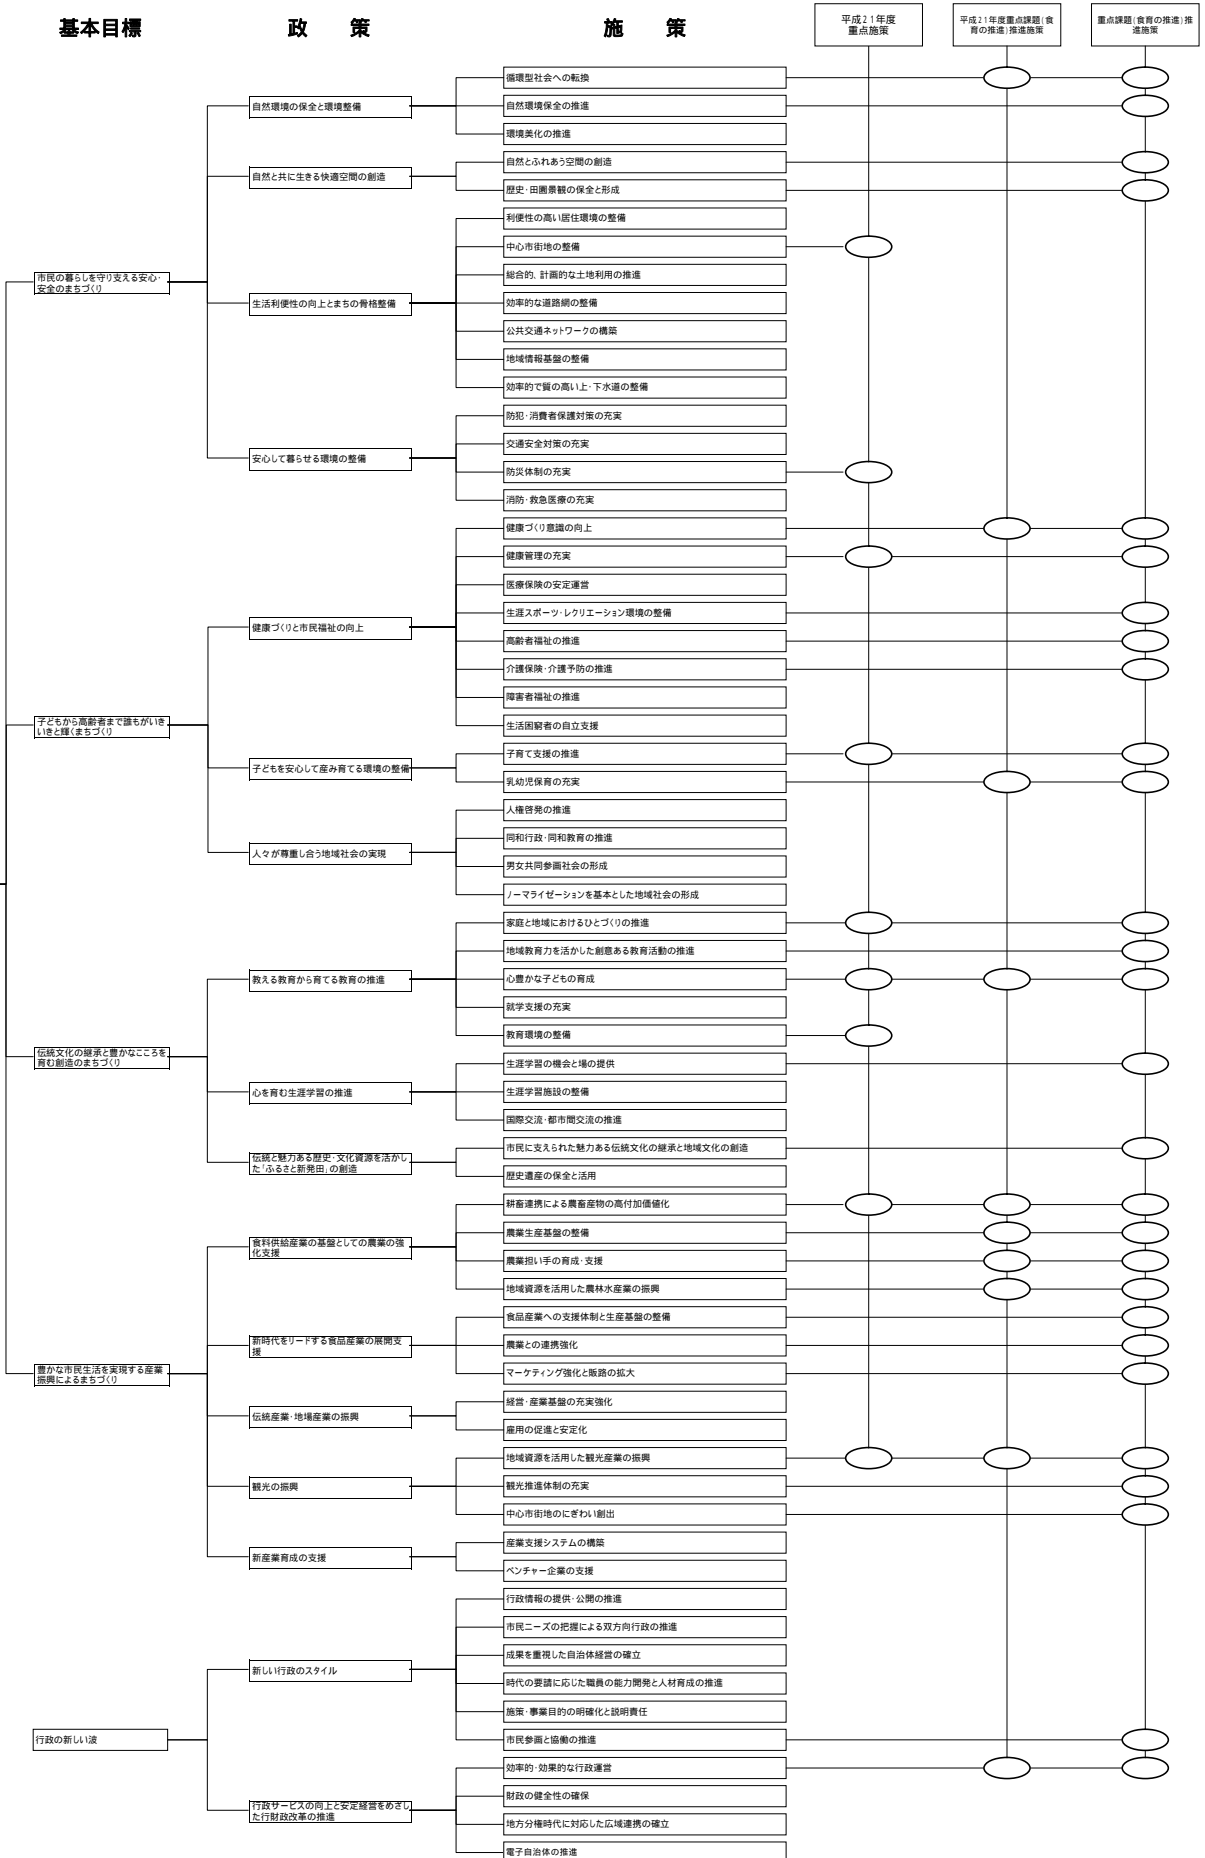 基本目標
政　　策
施　　策
平成21年度
重点施策
平成21年度重点課題(食
育の推進)推進施策
重点課題(食育の推進)推
進施策
市民の暮らしを守り支える安心・
安全のまちづくり
自然環境の保全と環境整備
循環型社会への転換
自然環境保全の推進
環境美化の推進
自然と共に生きる快適空間の創造
自然とふれあう空間の創造
歴史・田園景観の保全と形成
生活利便性の向上とまちの骨格整備
利便性の高い居住環境の整備
中心市街地の整備
総合的、計画的な土地利用の推進
効率的な道路網の整備
公共交通ネットワークの構築
地域情報基盤の整備
効率的で質の高い上・下水道の整備
安心して暮らせる環境の整備
防犯・消費者保護対策の充実
交通安全対策の充実
防災体制の充実
消防・救急医療の充実
子どもから高齢者まで誰もがいき
いきと輝くまちづくり
健康づくりと市民福祉の向上
健康づくり意識の向上
健康管理の充実
医療保険の安定運営
生涯スポーツ・レクリエーション環境の整備
高齢者福祉の推進
介護保険・介護予防の推進
障害者福祉の推進
生活困窮者の自立支援
子どもを安心して産み育てる環境の整備
子育て支援の推進
乳幼児保育の充実
人々が尊重し合う地域社会の実現
人権啓発の推進
同和行政・同和教育の推進
男女共同参画社会の形成
ノーマライゼーションを基本とした地域社会の形成
伝統文化の継承と豊かなこころを
育む創造のまちづくり
教える教育から育てる教育の推進
家庭と地域におけるひとづくりの推進
地域教育力を活かした創意ある教育活動の推進
心豊かな子どもの育成
就学支援の充実
教育環境の整備
心を育む生涯学習の推進
生涯学習の機会と場の提供
生涯学習施設の整備
国際交流・都市間交流の推進
伝統と魅力ある歴史・文化資源を活かし
た「ふるさと新発田」の創造
市民に支えられた魅力ある伝統文化の継承と地域文化の創造
歴史遺産の保全と活用
豊かな市民生活を実現する産業
振興によるまちづくり
食料供給産業の基盤としての農業の強
化支援
耕畜連携による農畜産物の高付加価値化
農業生産基盤の整備
農業担い手の育成・支援
地域資源を活用した農林水産業の振興
新時代をリードする食品産業の展開支
援
食品産業への支援体制と生産基盤の整備
農業との連携強化
マーケティング強化と販路の拡大
伝統産業・地場産業の振興
経営・産業基盤の充実強化
雇用の促進と安定化
観光の振興
地域資源を活用した観光産業の振興
観光推進体制の充実
中心市街地のにぎわい創出
新産業育成の支援
産業支援システムの構築
ベンチャー企業の支援
行政の新しい波
新しい行政のスタイル
行政情報の提供・公開の推進
市民ニーズの把握による双方向行政の推進
成果を重視した自治体経営の確立
時代の要請に応じた職員の能力開発と人材育成の推進
施策・事業目的の明確化と説明責任
市民参画と協働の推進
行政サービスの向上と安定経営をめざし
た行財政改革の推進
効率的・効果的な行政運営
財政の健全性の確保
地方分権時代に対応した広域連携の確立
電子自治体の推進